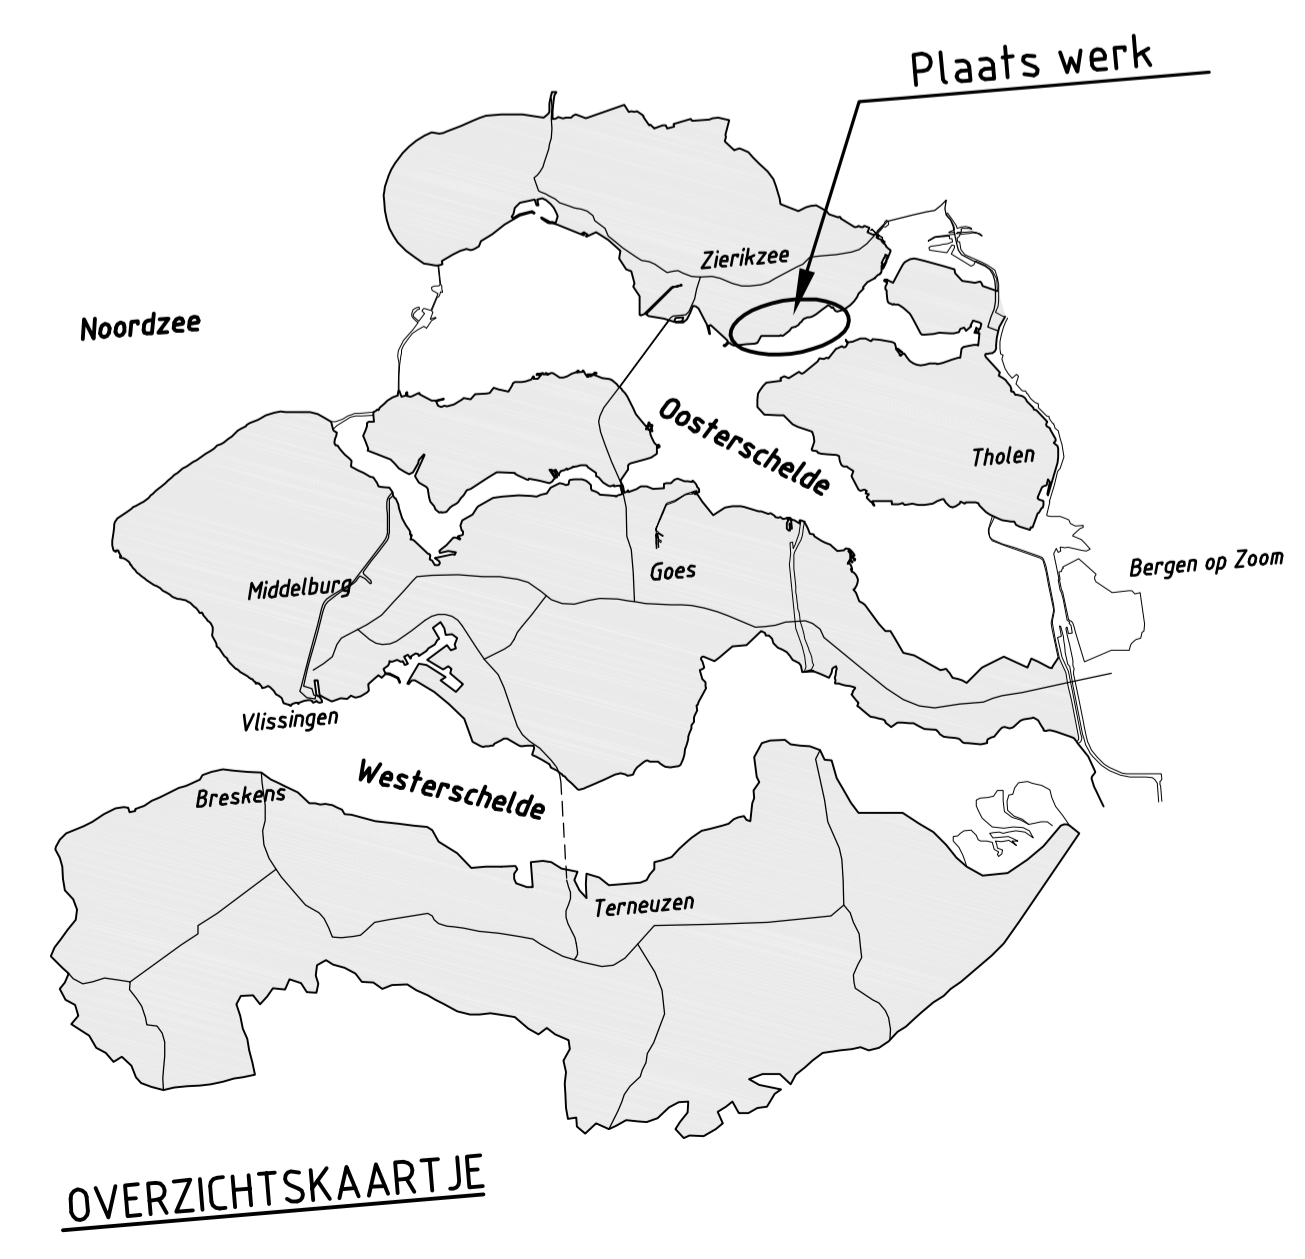 Plaats werk
Zierikzee
Noordzee
Oosterschelde
Tholen
Bergen op Zoom
Goes
Middelburg
Vlissingen
Westerschelde
Breskens
Terneuzen
OVERZICHTSKAARTJE